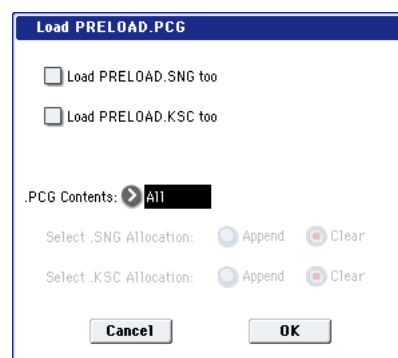 Load PRELOAD.PCG
Load PRELOAD.SNG too
Load PRELOAD.KSC too
.PCG Contents: All
Select .SNG Allocation: Append Clear
Select .KSC Allocation: Append Clear
Cancel OK